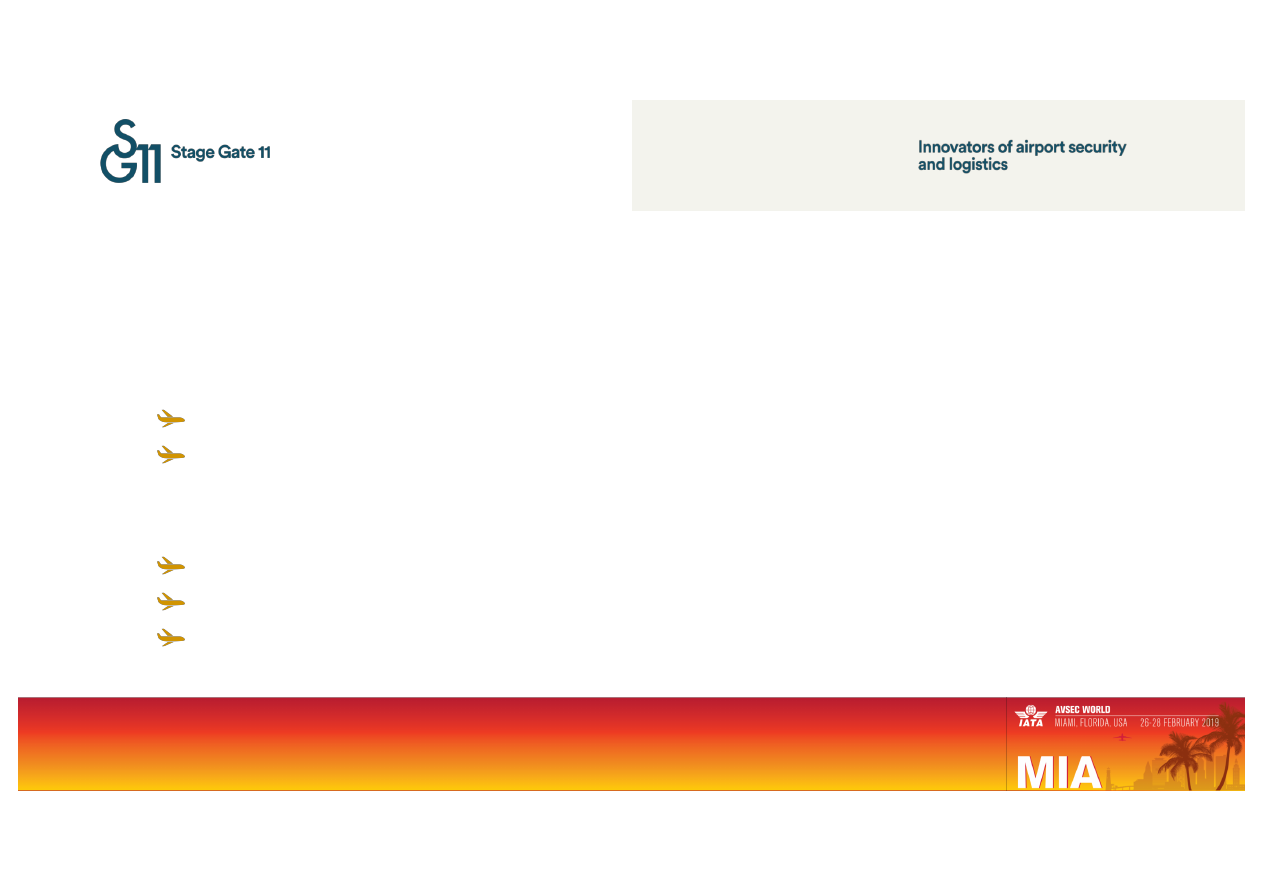 SG11
Stage Gate 11
Innovators of airport security
and logistics
IATA
AVSEC WORLD
MIAMI, FLORIDA, USA 26-28 FEBRUARY 2019
MIA